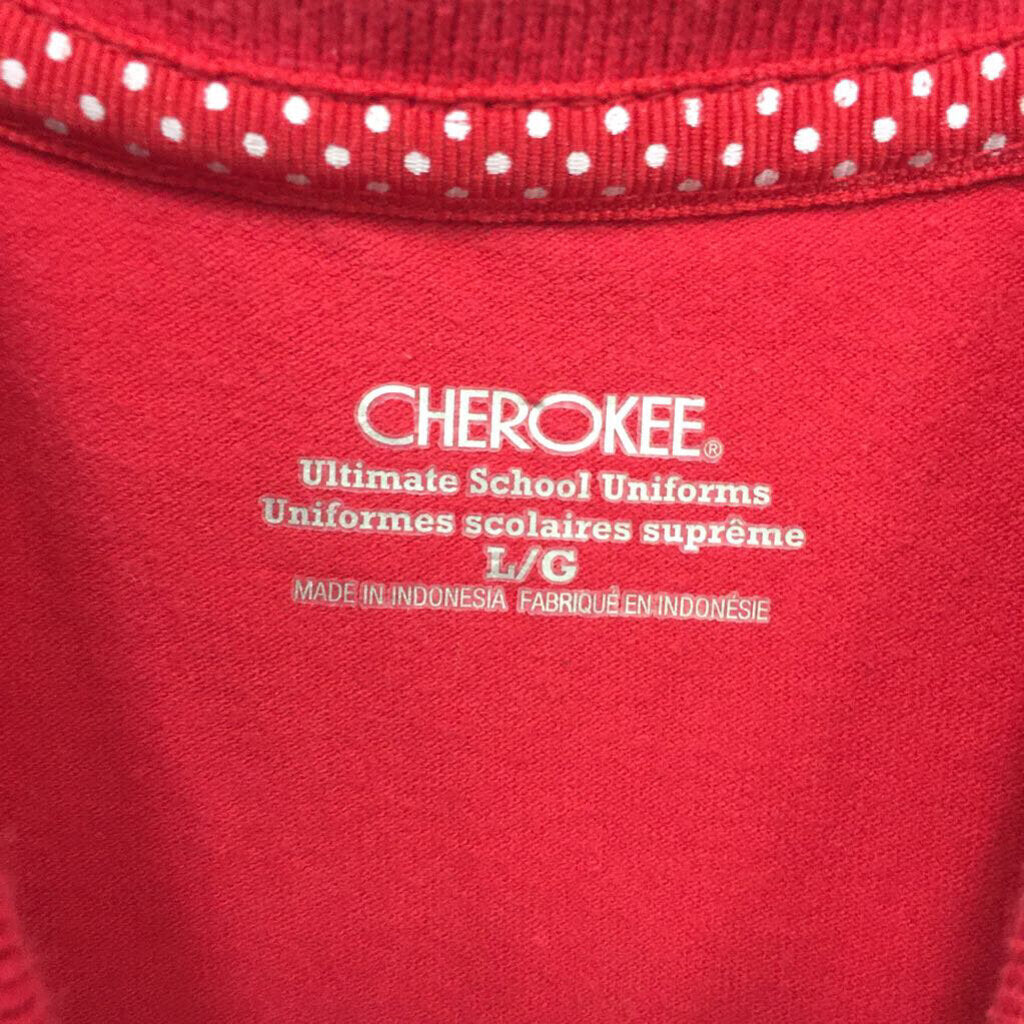 CHEROKEE®
Ultimate School Uniforms
Uniformes scolaires suprême
L/G
MADE IN INDONESIA FABRIQUÉ EN INDONÉSIE